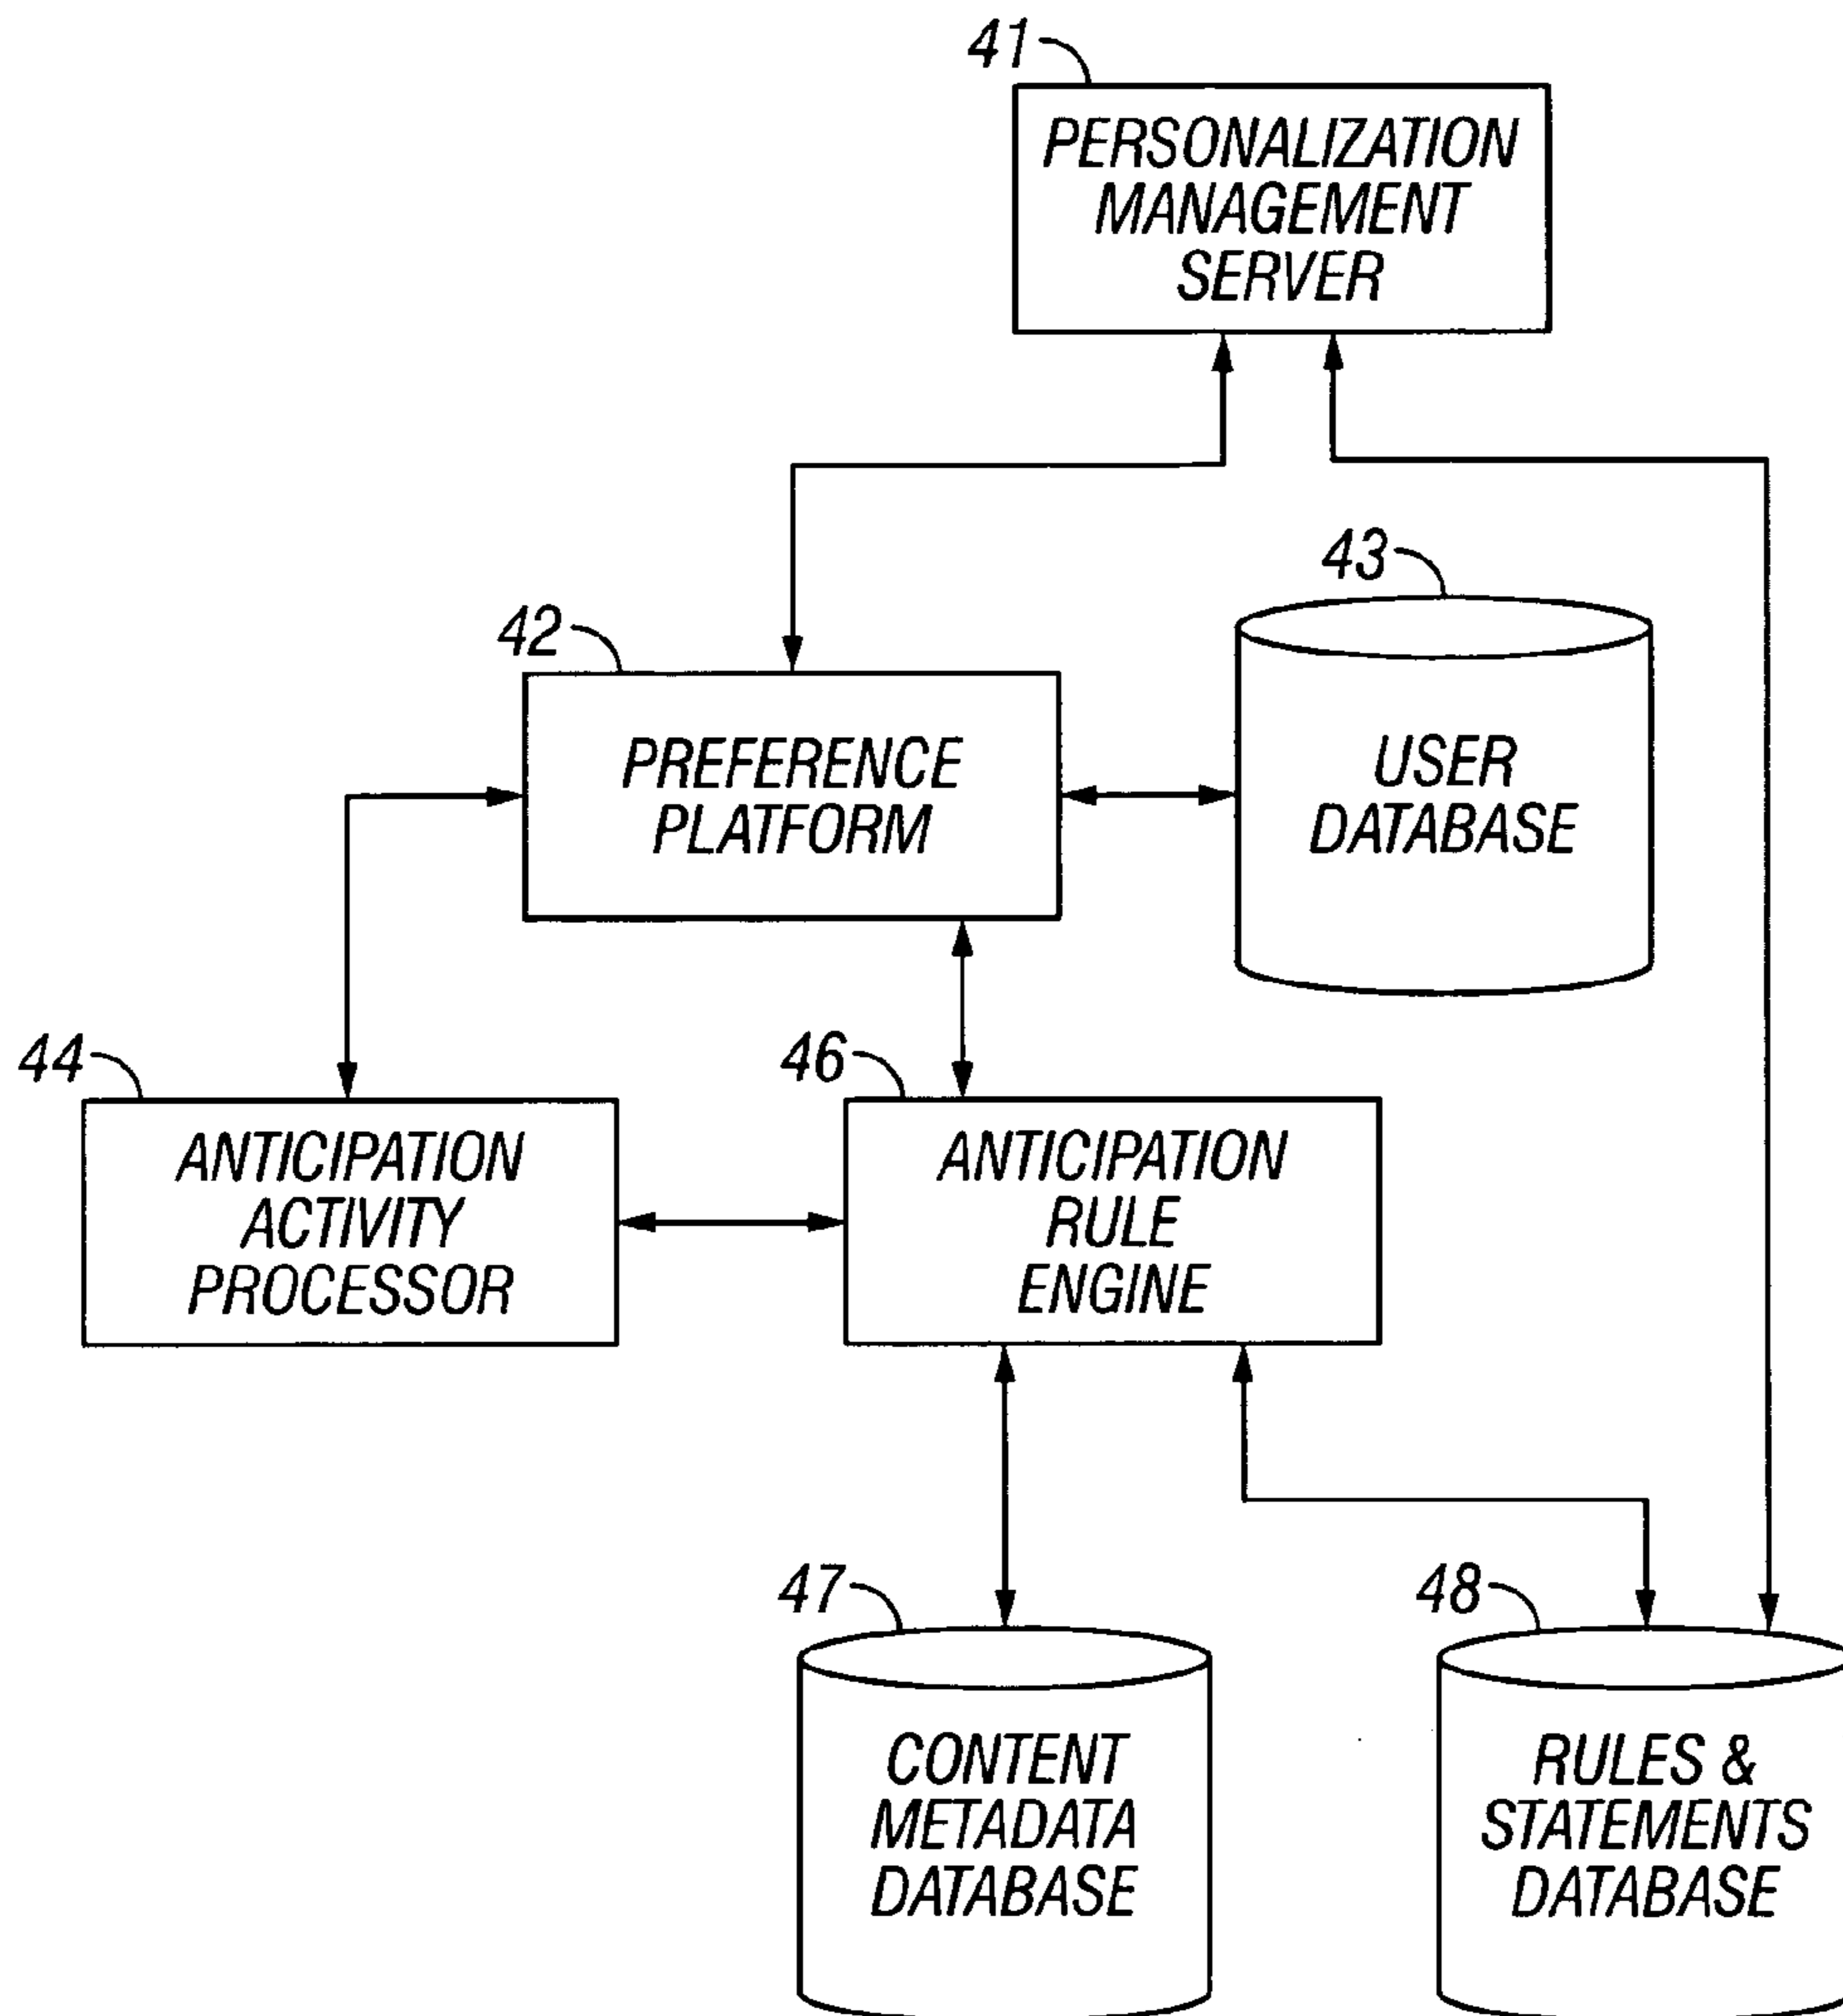 41
PERSONALIZATION
MANAGEMENT
SERVER
43
USER
DATABASE
42
PREFERENCE
PLATFORM
44
ANTICIPATION
ACTIVITY
PROCESSOR
46
ANTICIPATION
RULE
ENGINE
47
CONTENT
METADATA
DATABASE
48
RULES &
STATEMENTS
DATABASE